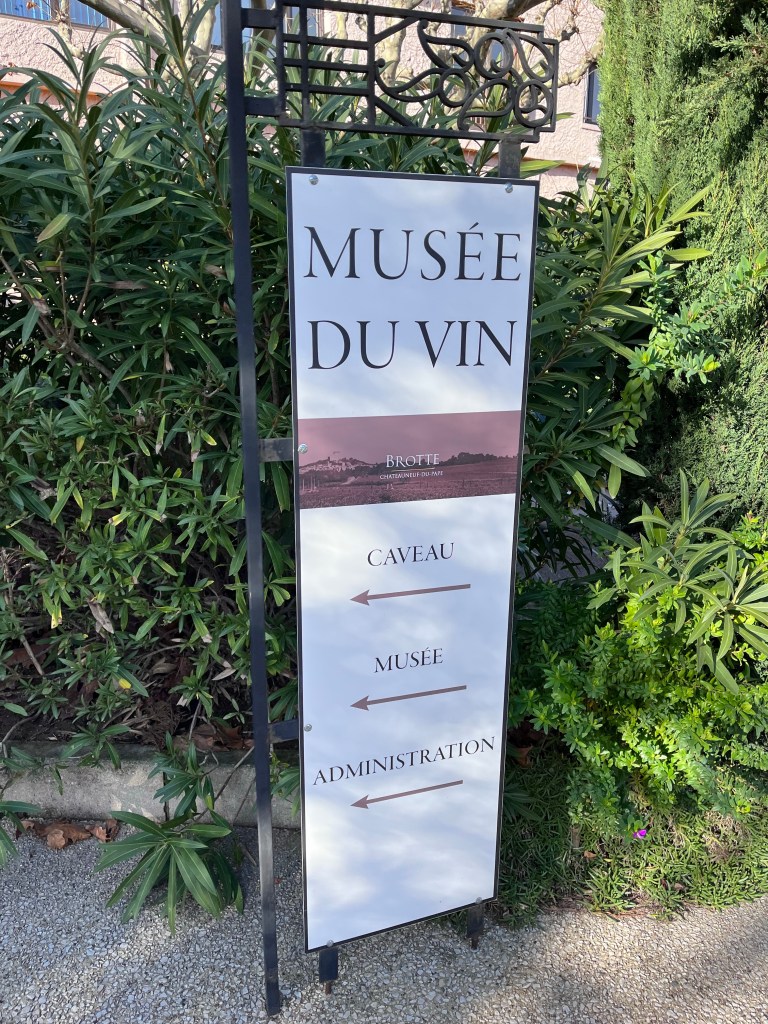 MUSÉE
DU VIN
BROTTE
CHATEAUNEUF-DU-PAPE
CAVEAU
MUSÉE
ADMINISTRATION